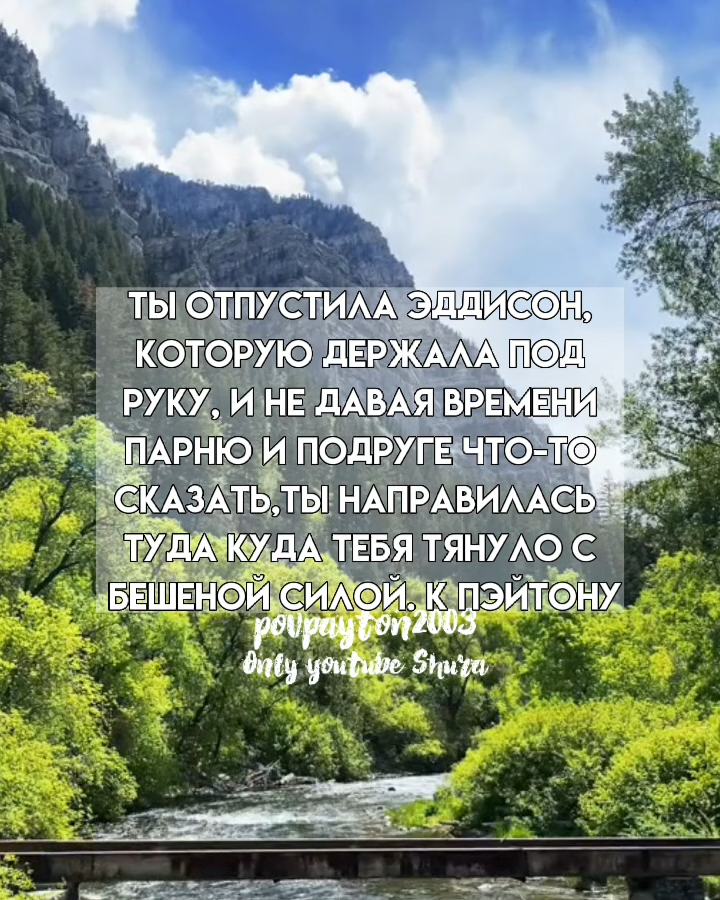 ТЫ ОТПУСТИЛА ЭДДИСОН,
КОТОРУЮ ДЕРЖАЛА ПОД
РУКУ, И НЕ ДАВАЯ ВРЕМЕНИ
ПАРНЮ И ПОДРУГЕ ЧТО-ТО
СКАЗАТЬ,ТЫ НАПРАВИЛАСЬ
ТУДА КУДА ТЕБЯ ТЯНУЛО С
БЕШЕНОЙ СИЛОЙ. К ПЭЙТОНУ
povpayton2003
Only youtube Shura